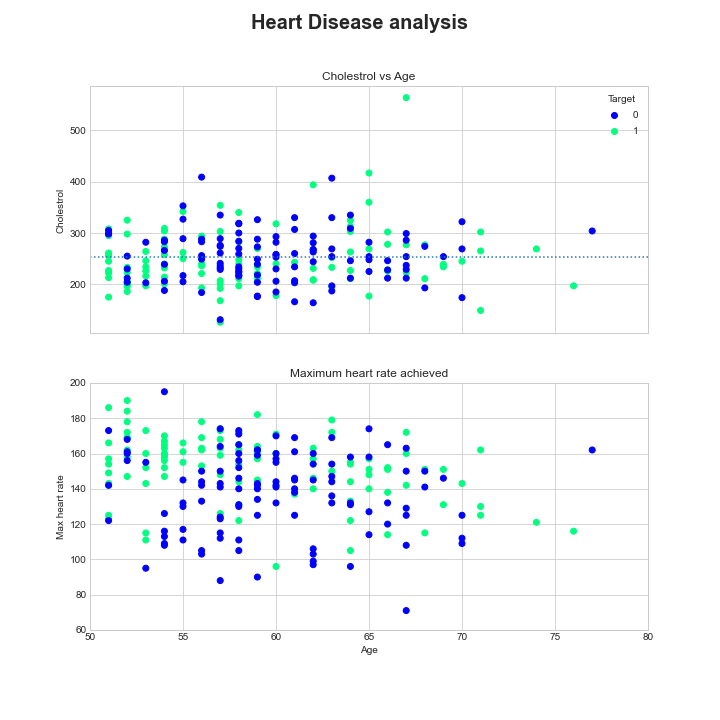 Heart Disease analysis
Cholestrol vs Age
Target
0
1
500
400
300
200
Cholestrol
Maximum heart rate achieved
200
180
160
140
120
100
80
60
Max heart rate
50 55 60 65 70 75 80
Age